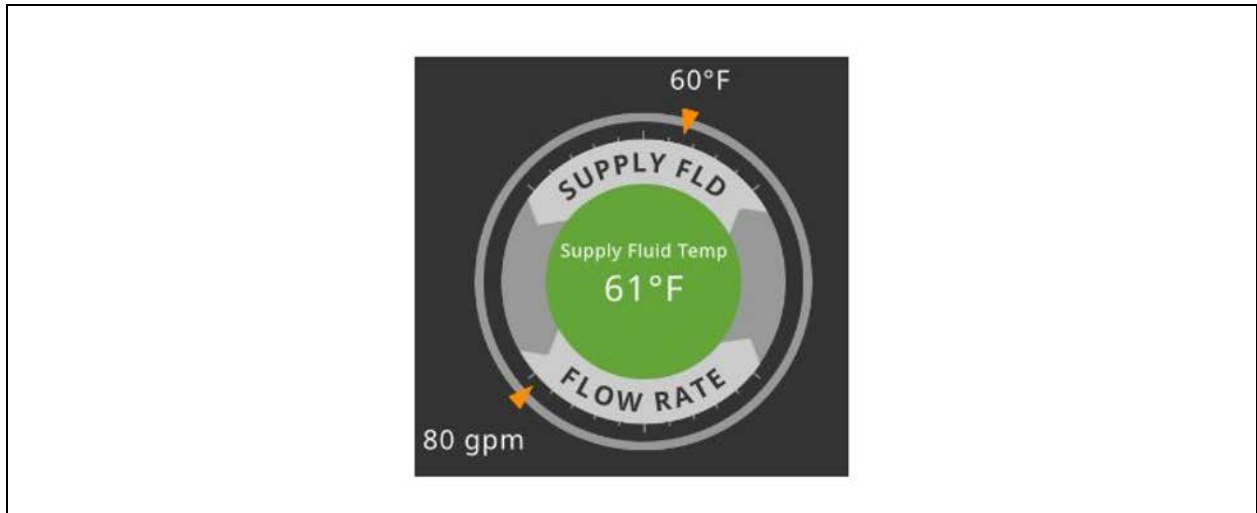 60°F
SUPPLY FLD
Supply Fluid Temp
61°F
FLOW RATE
80 gpm